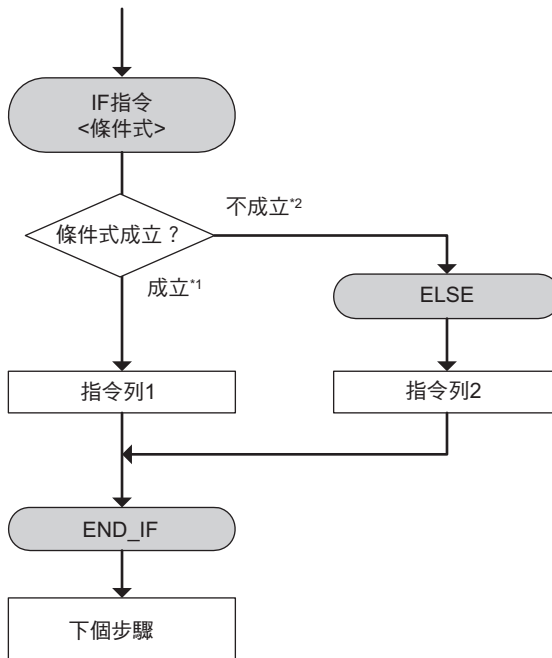 IF指令
<條件式>
條件式成立？
不成立*2
成立*1
ELSE
指令列1
指令列2
END_IF
下個步驟